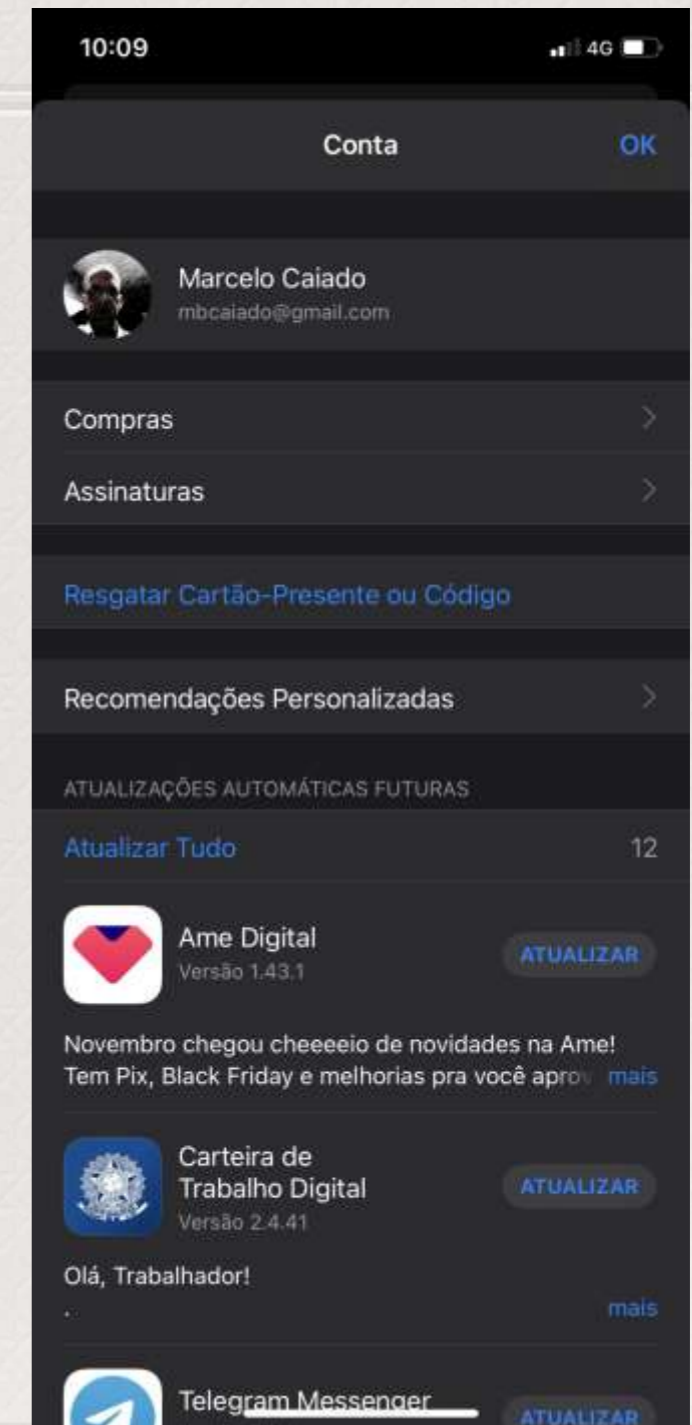 10:09
4G
Conta
OK
Marcelo Caiado
mbcaiado@gmail.com
Compras
Assinaturas
Resgatar Cartão-Presente ou Código
Recomendações Personalizadas
ATUALIZAÇÕES AUTOMÁTICAS FUTURAS
Atualizar Tudo
12
Ame Digital
Versão 1.43.1
ATUALIZAR
Novembro chegou cheeeeio de novidades na Ame!
Tem Pix, Black Friday e melhorias pra você aprov mais
Carteira de
Trabalho Digital
Versão 2.4.41
ATUALIZAR
Olá, Trabalhador!
.
mais
Telegram Messenger
ATUALIZAR